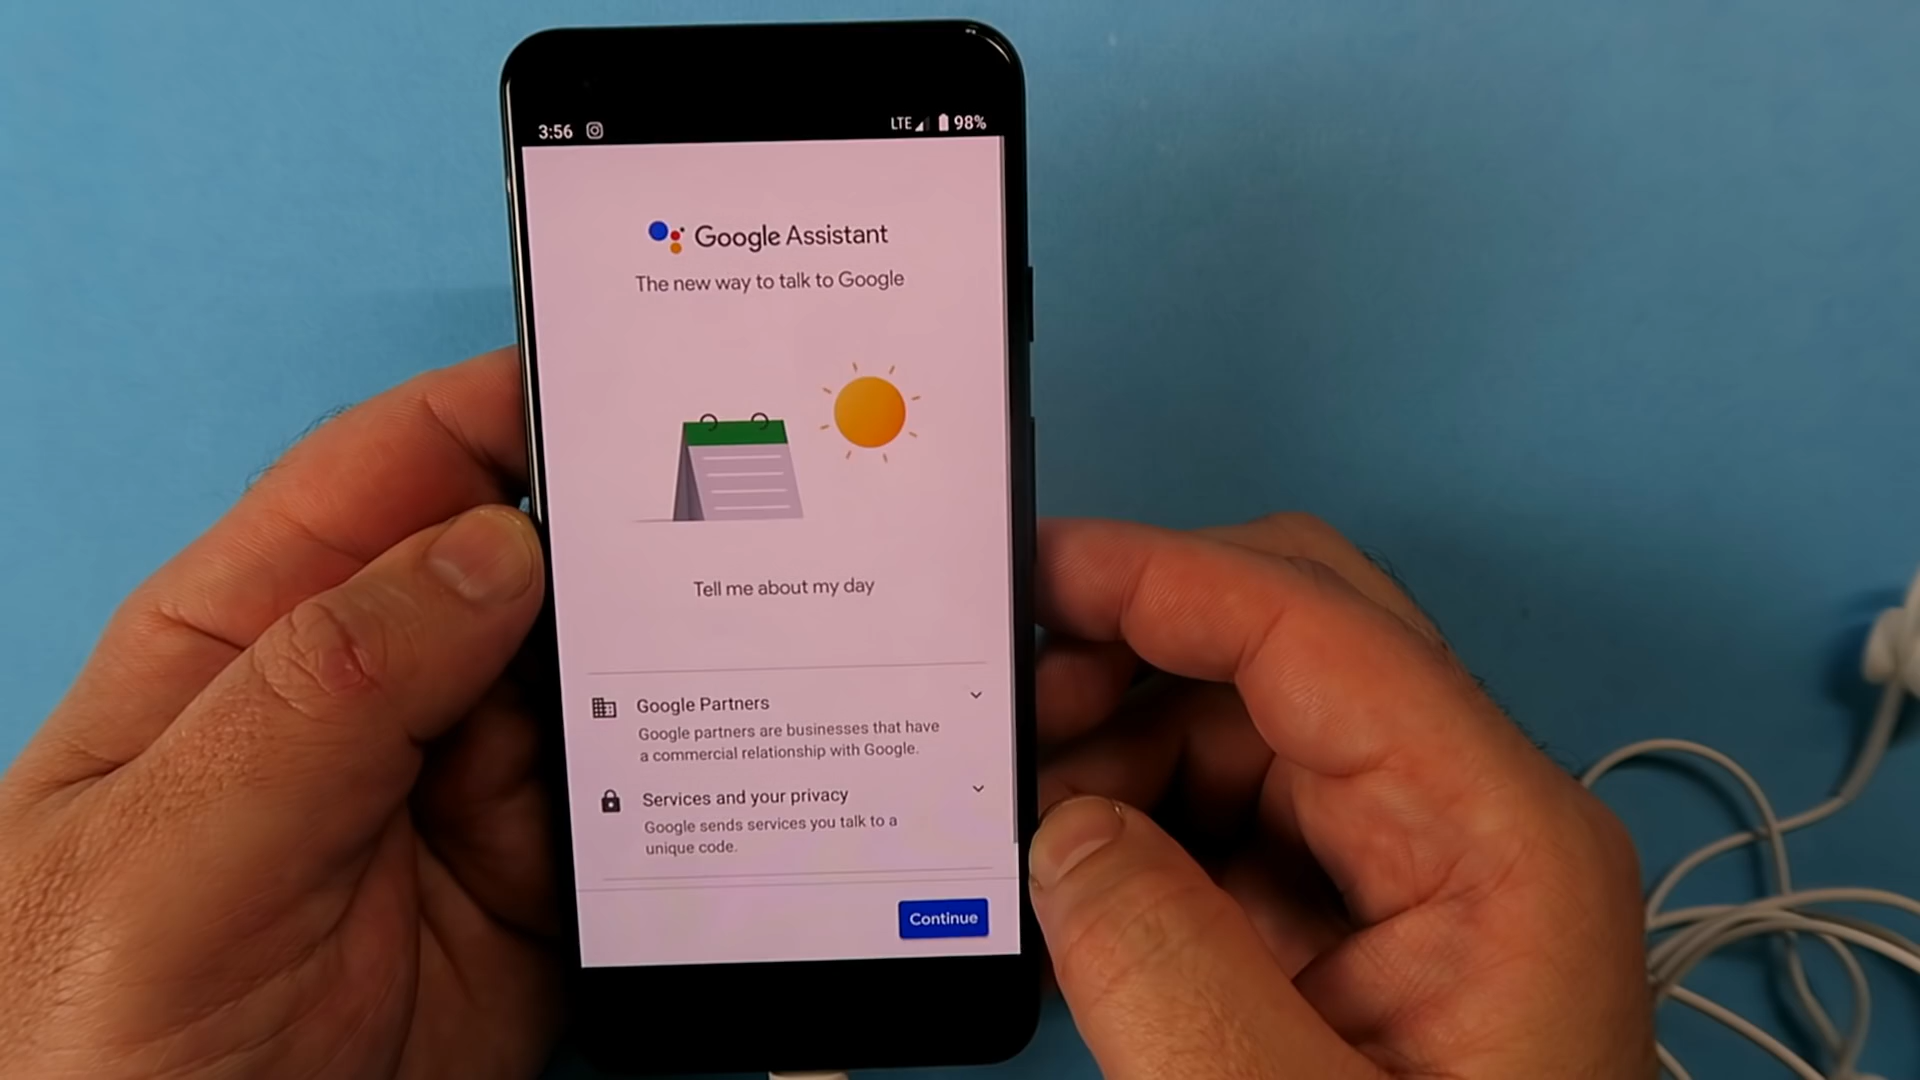 3:56
LTE 98%
Google Assistant
The new way to talk to Google
Tell me about my day
Google Partners
Google partners are businesses that have
a commercial relationship with Google.
Services and your privacy
Google sends services you talk to a
unique code.
Continue